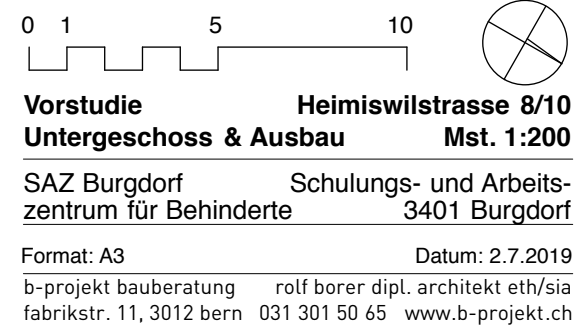 0 1 5 10
Vorstudie Heimiswilstrasse 8/10
Untergeschoss & Ausbau Mst. 1:200
SAZ Burgdorf Schulungs- und Arbeits-
zentrum für Behinderte 3401 Burgdorf
Format: A3 Datum: 2.7.2019
b-projekt bauberatung rolf borer dipl. architekt eth/sia
fabrikstr. 11, 3012 bern 031 301 50 65 www.b-projekt.ch